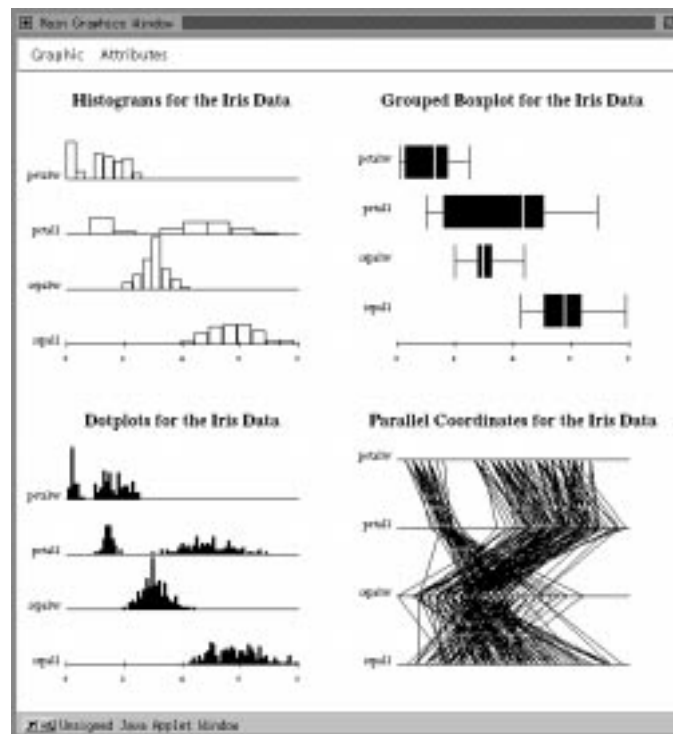 Main Graphics Window
Graphic Attributes
Histograms for the Iris Data
Grouped Boxplot for the Iris Data
petalw
petall
sepalw
sepall
petalw
petall
sepalw
sepall
Dotplots for the Iris Data
Parallel Coordinates for the Iris Data
petalw
petall
sepalw
sepall
petalw
petall
sepalw
sepall
Unsigned Java Applet Window